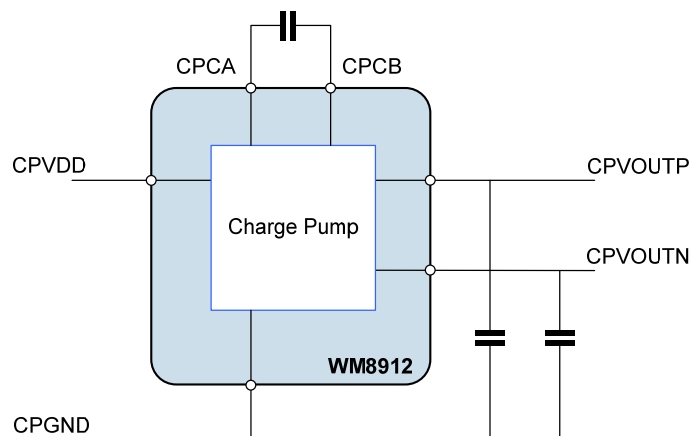 CPCA
CPCB
CPVDD
CPVOUTP
Charge Pump
CPVOUTN
WM8912
CPGND